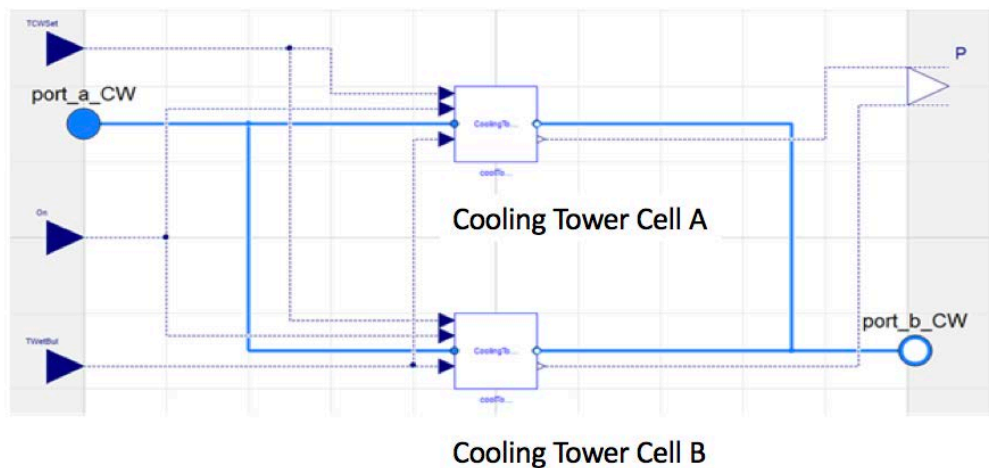 TCWSet
P
port_a_CW
CoolingTo...
coolTo...
On
Cooling Tower Cell A
port_b_CW
TWetBul
CoolingTo...
coolTo...
Cooling Tower Cell B